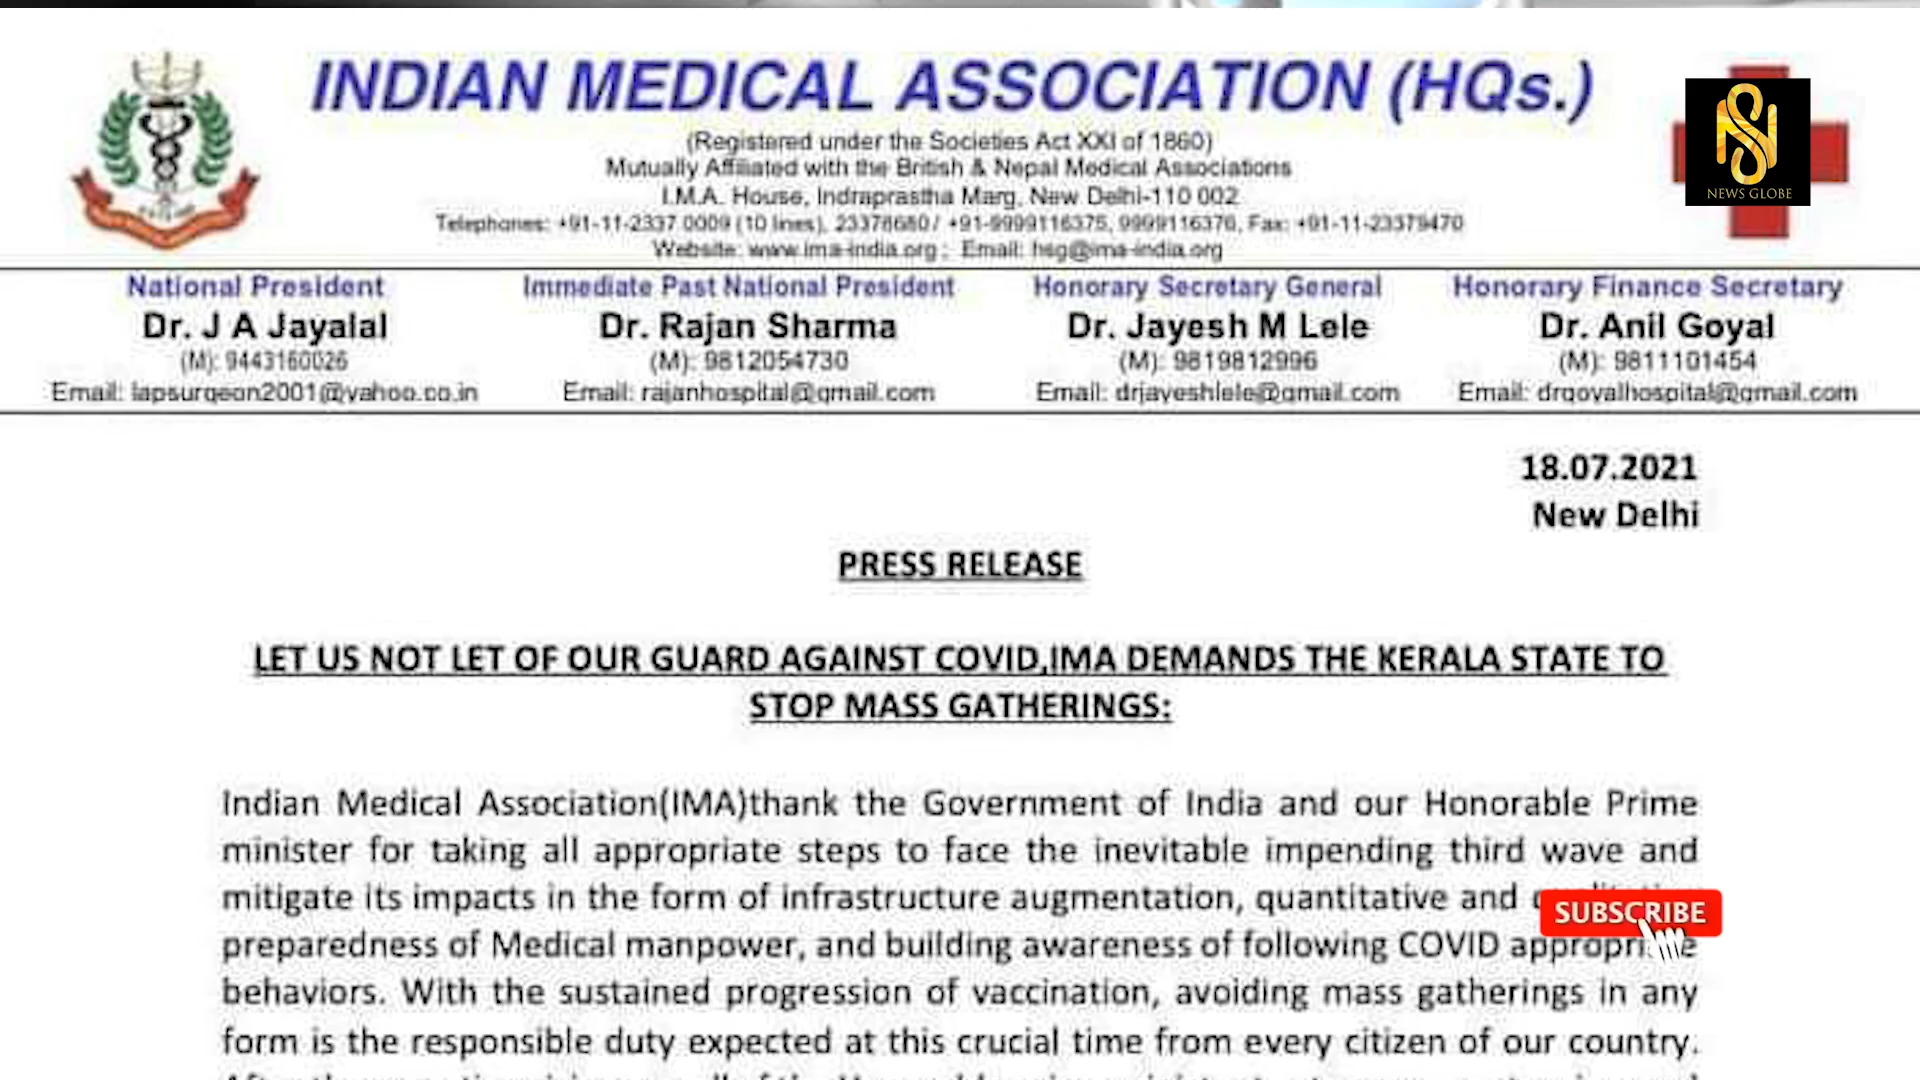 INDIAN MEDICAL ASSOCIATION (HQs.)
(Registered under the Societies Act XXI of 1860)
Mutually Affiliated with the British & Nepal Medical Associations
I.M.A. House, Indraprastha Marg, New Delhi-110 002
Telephones: +91-11-2337 0009 (10 lines), 23378680 / +91-9999116375, 9999116376, Fax: +91-11-23379470
Website: www.ima-india.org ; Email: hsg@ima-india.org
NEWS GLOBE
National President
Dr. J A Jayalal
(M): 9443160026
Email: lapsurgeon2001@yahoo.co.in
Immediate Past National President
Dr. Rajan Sharma
(M): 9812054730
Email: rajanhospital@gmail.com
Honorary Secretary General
Dr. Jayesh M Lele
(M): 9819812996
Email: drjayeshlele@gmail.com
Honorary Finance Secretary
Dr. Anil Goyal
(M): 9811101454
Email: drgoyalhospital@gmail.com
18.07.2021
New Delhi
PRESS RELEASE
LET US NOT LET OF OUR GUARD AGAINST COVID,IMA DEMANDS THE KERALA STATE TO
STOP MASS GATHERINGS:
Indian Medical Association(IMA)thank the Government of India and our Honorable Prime
minister for taking all appropriate steps to face the inevitable impending third wave and
mitigate its impacts in the form of infrastructure augmentation, quantitative and
preparedness of Medical manpower, and building awareness of following COVID appropriate
behaviors. With the sustained progression of vaccination, avoiding mass gatherings in any
form is the responsible duty expected at this crucial time from every citizen of our country.
SUBSCRIBE